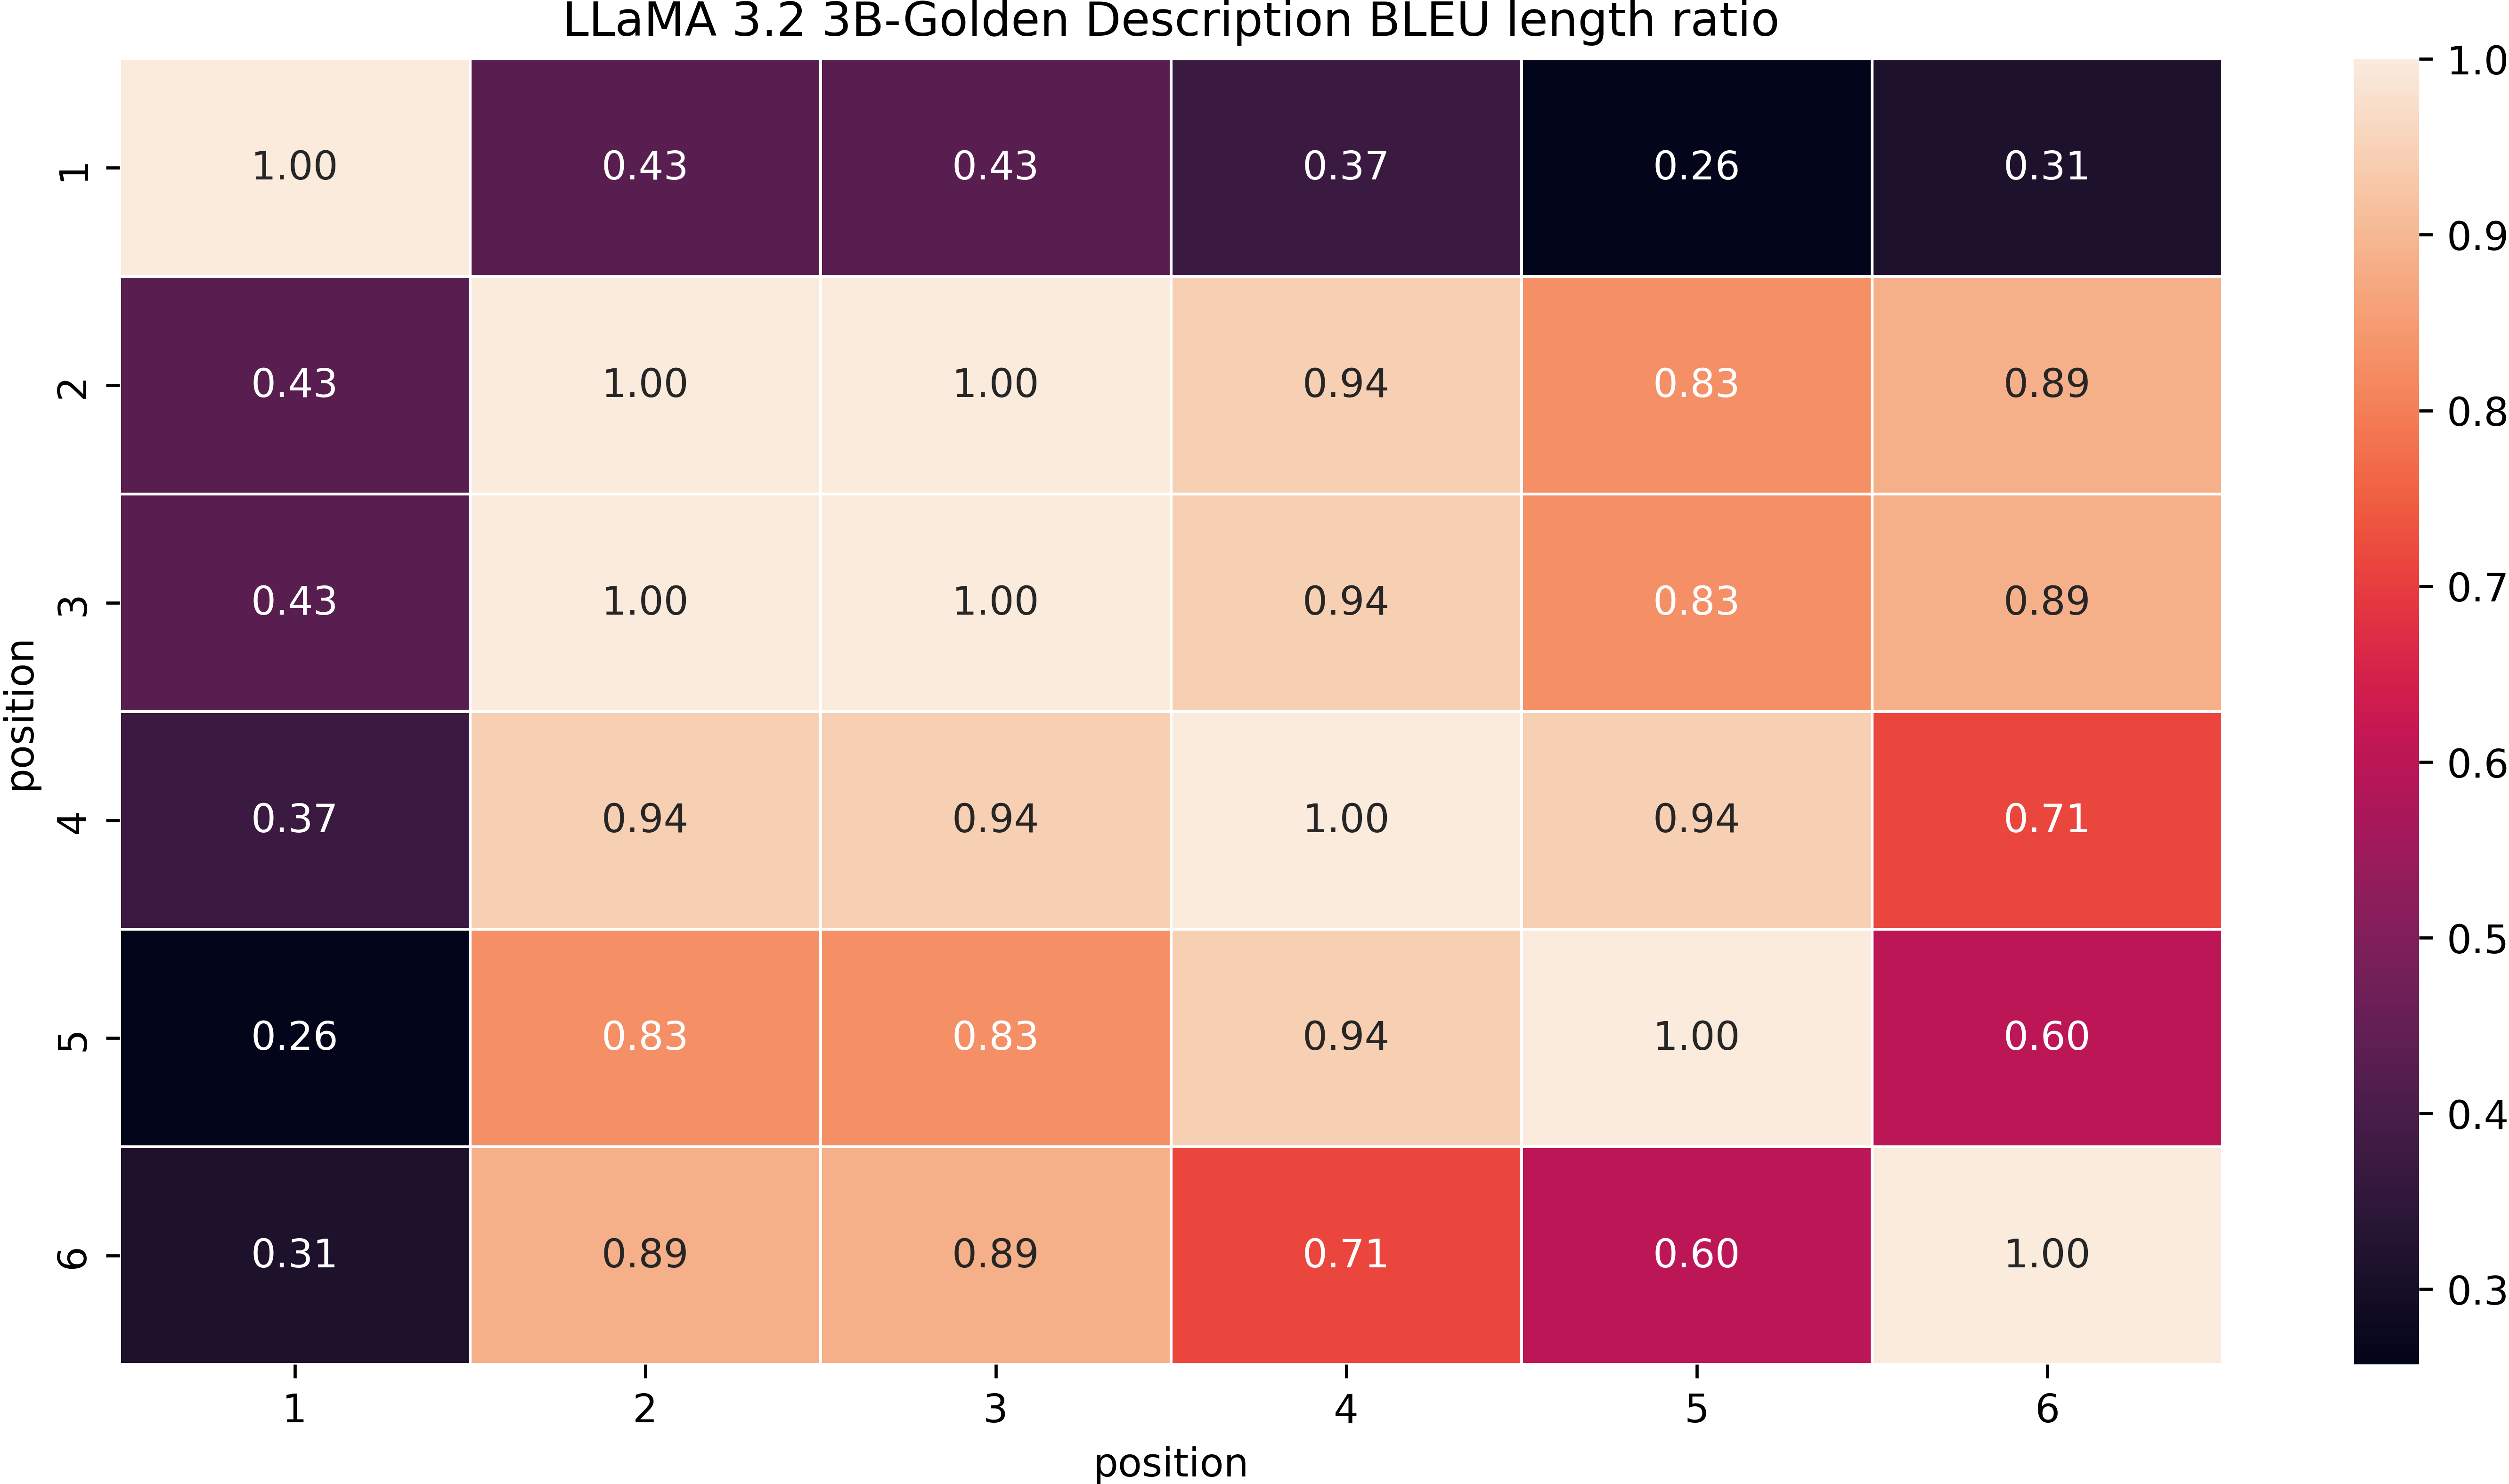 LLaMA 3.2 3B-Golden Description BLEU length ratio
1 1.00 0.43 0.43 0.37 0.26 0.31
2 0.43 1.00 1.00 0.94 0.83 0.89
3 0.43 1.00 1.00 0.94 0.83 0.89
4 0.37 0.94 0.94 1.00 0.94 0.71
5 0.26 0.83 0.83 0.94 1.00 0.60
6 0.31 0.89 0.89 0.71 0.60 1.00
1 2 3 4 5 6
position
position
1.0
0.9
0.8
0.7
0.6
0.5
0.4
0.3